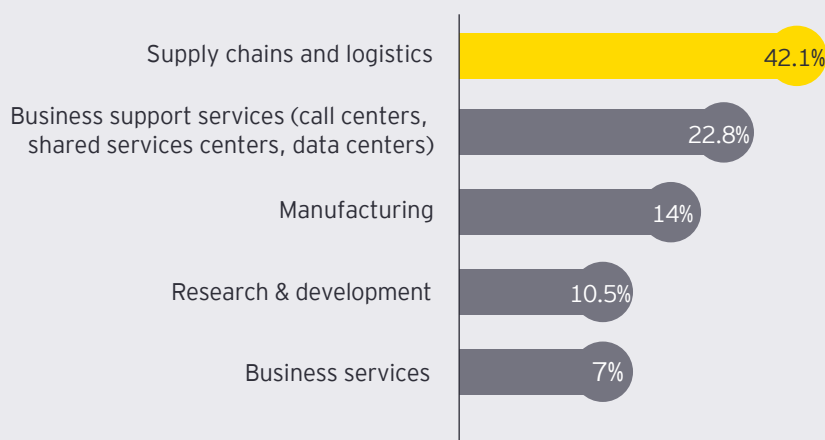 Supply chains and logistics
42.1%
Business support services (call centers,
shared services centers, data centers)
22.8%
Manufacturing
14%
Research & development
10.5%
Business services
7%